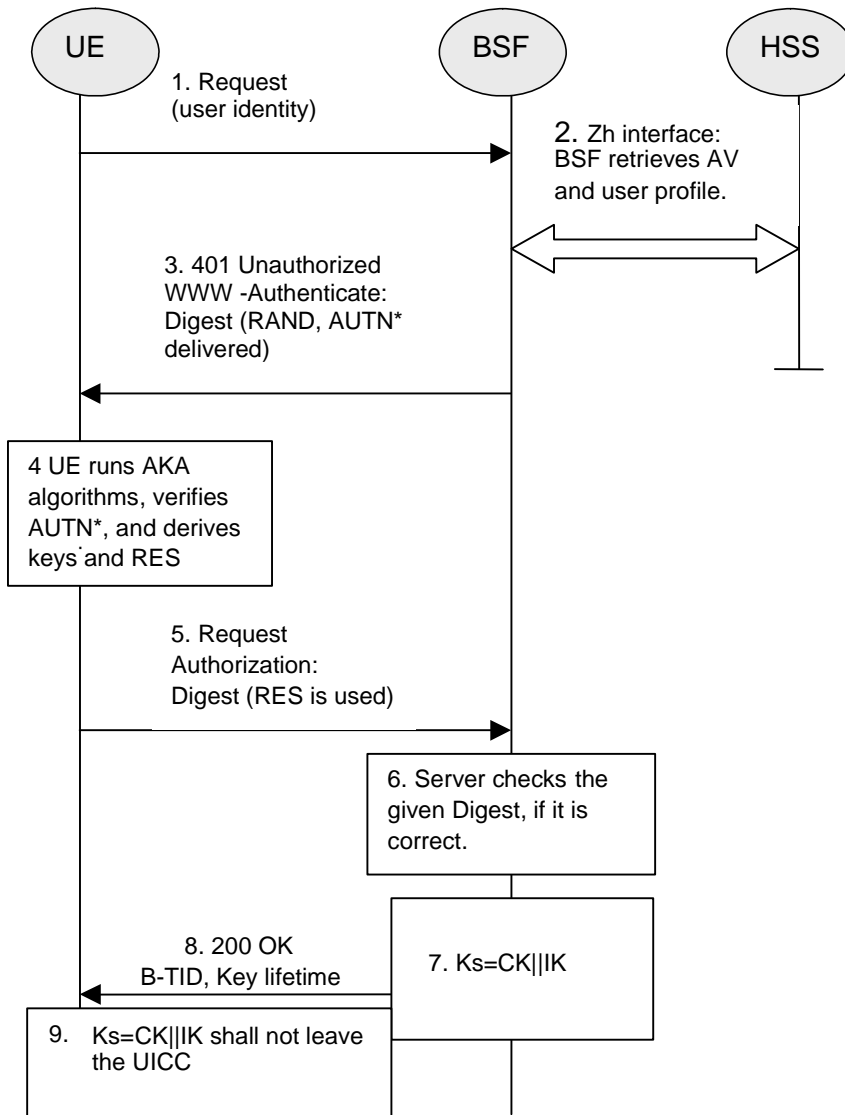 UE
BSF
HSS
1. Request
(user identity)
2. Zh interface:
BSF retrieves AV
and user profile.
3. 401 Unauthorized
WWW -Authenticate:
Digest (RAND, AUTN*
delivered)
4 UE runs AKA
algorithms, verifies
AUTN*, and derives
keys and RES
5. Request
Authorization:
Digest (RES is used)
6. Server checks the
given Digest, if it is
correct.
7. Ks=CK||IK
8. 200 OK
B-TID, Key lifetime
9. Ks=CK||IK shall not leave
the UICC